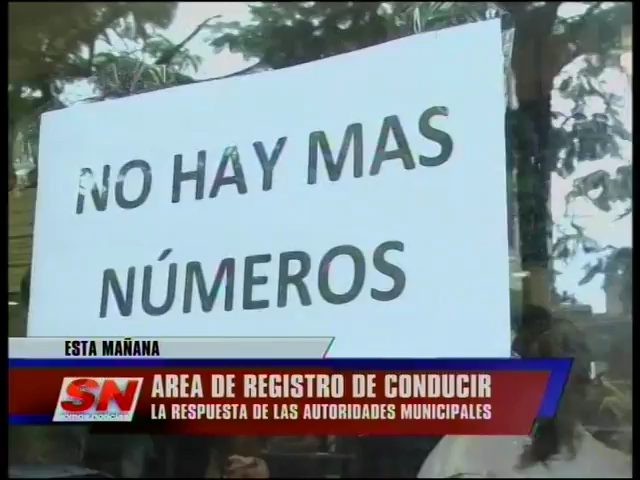 NO HAY MAS
NÚMEROS
ESTA MAÑANA
SN
AREA DE REGISTRO DE CONDUCIR
LA RESPUESTA DE LAS AUTORIDADES MUNICIPALES